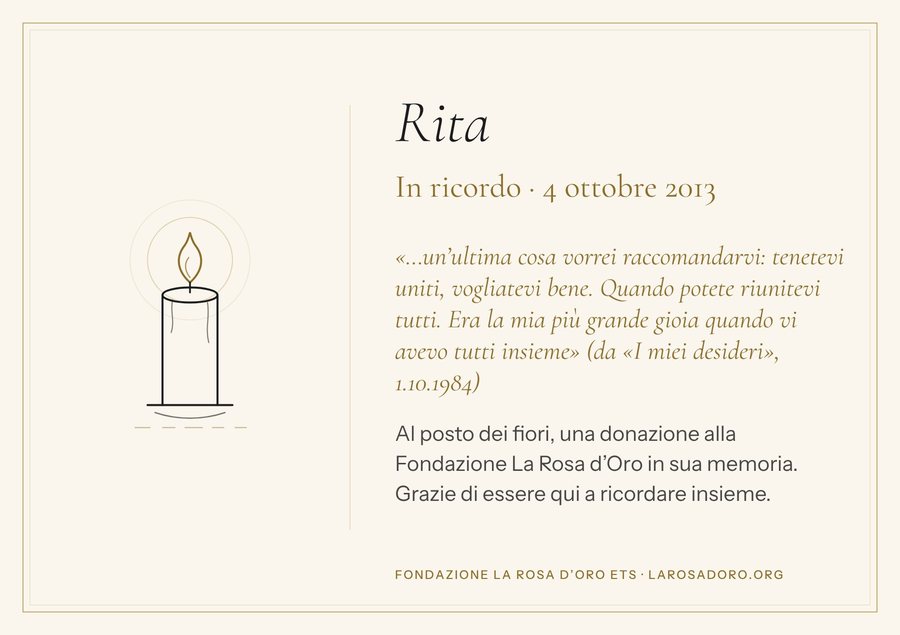 Rita
In ricordo · 4 ottobre 2013
«…un’ultima cosa vorrei raccomandarvi: tenetevi
uniti, vogliatevi bene. Quando potete riunitevi
tutti. Era la mia più grande gioia quando vi
avevo tutti insieme» (da «I miei desideri»,
1.10.1984)
Al posto dei fiori, una donazione alla
Fondazione La Rosa d’Oro in sua memoria.
Grazie di essere qui a ricordare insieme.
FONDAZIONE LA ROSA D’ORO ETS · LAROSADORO.ORG